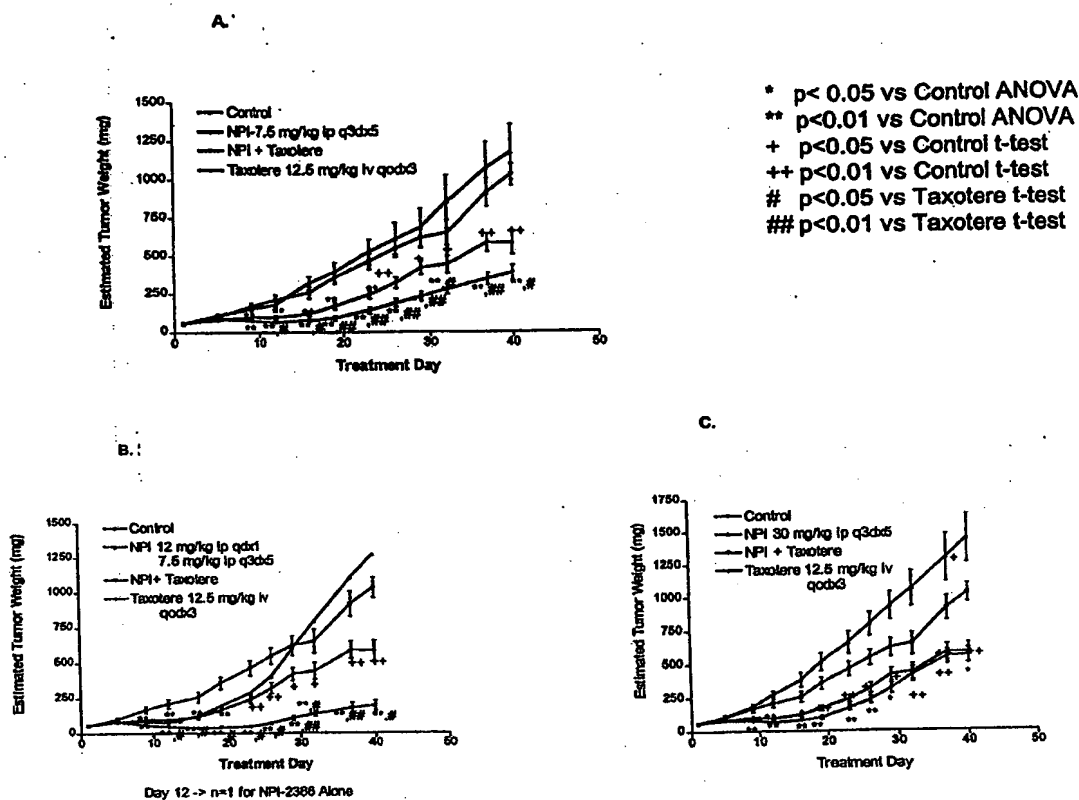 A.
1500
1250
1000
750
500
250
0
0 10 20 30 40 50
Estimated Tumor Weight (mg)
Treatment Day
Control
NPI-7.5 mg/kg ip q3dx5
NPI + Taxotere
Taxotere 12.5 mg/kg iv qodx3
* p< 0.05 vs Control ANOVA
** p<0.01 vs Control ANOVA
+ p<0.05 vs Control t-test
++ p<0.01 vs Control t-test
# p<0.05 vs Taxotere t-test
## p<0.01 vs Taxotere t-test
B.
1500
1250
1000
750
500
250
0
0 10 20 30 40 50
Estimated Tumor Weight (mg)
Treatment Day
Control
NPI 12 mg/kg ip qdx1
7.5 mg/kg ip q3dx5
NPI+ Taxotere
Taxotere 12.5 mg/kg iv
qodx3
Day 12 -> n=1 for NPI-2386 Alone
C.
1750
1500
1250
1000
750
500
250
0
0 10 20 30 40 50
Estimated Tumor Weight (mg)
Treatment Day
Control
NPI 30 mg/kg ip q3dx5
NPI + Taxotere
Taxotere 12.5 mg/kg iv
qodx3